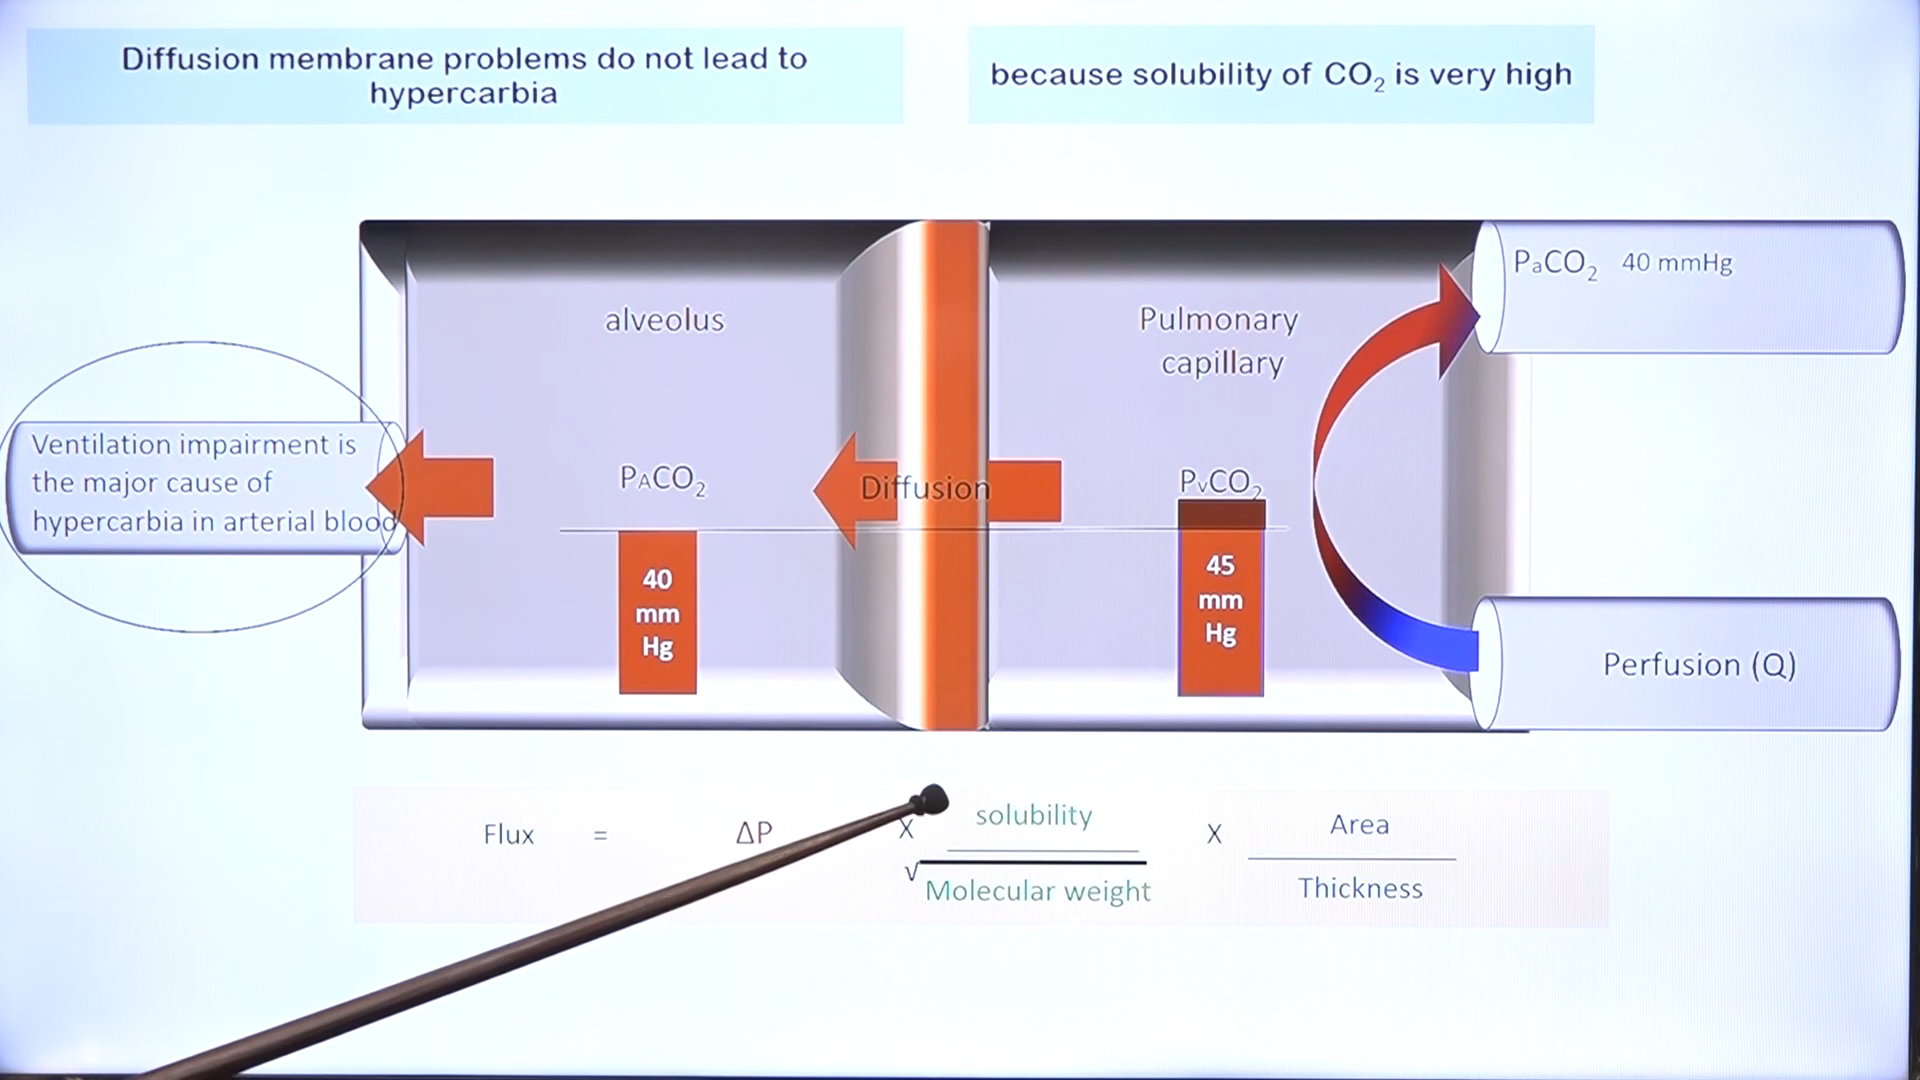 Diffusion membrane problems do not lead to
hypercarbia
because solubility of CO₂ is very high
PaCO₂ 40 mmHg
alveolus
Pulmonary
capillary
Ventilation impairment is
the major cause of
hypercarbia in arterial blood
PACO₂
Diffusion
PvCO₂
40
mm
Hg
45
mm
Hg
Perfusion (Q)
Flux = ΔP X solubility X Area
√ Molecular weight Thickness